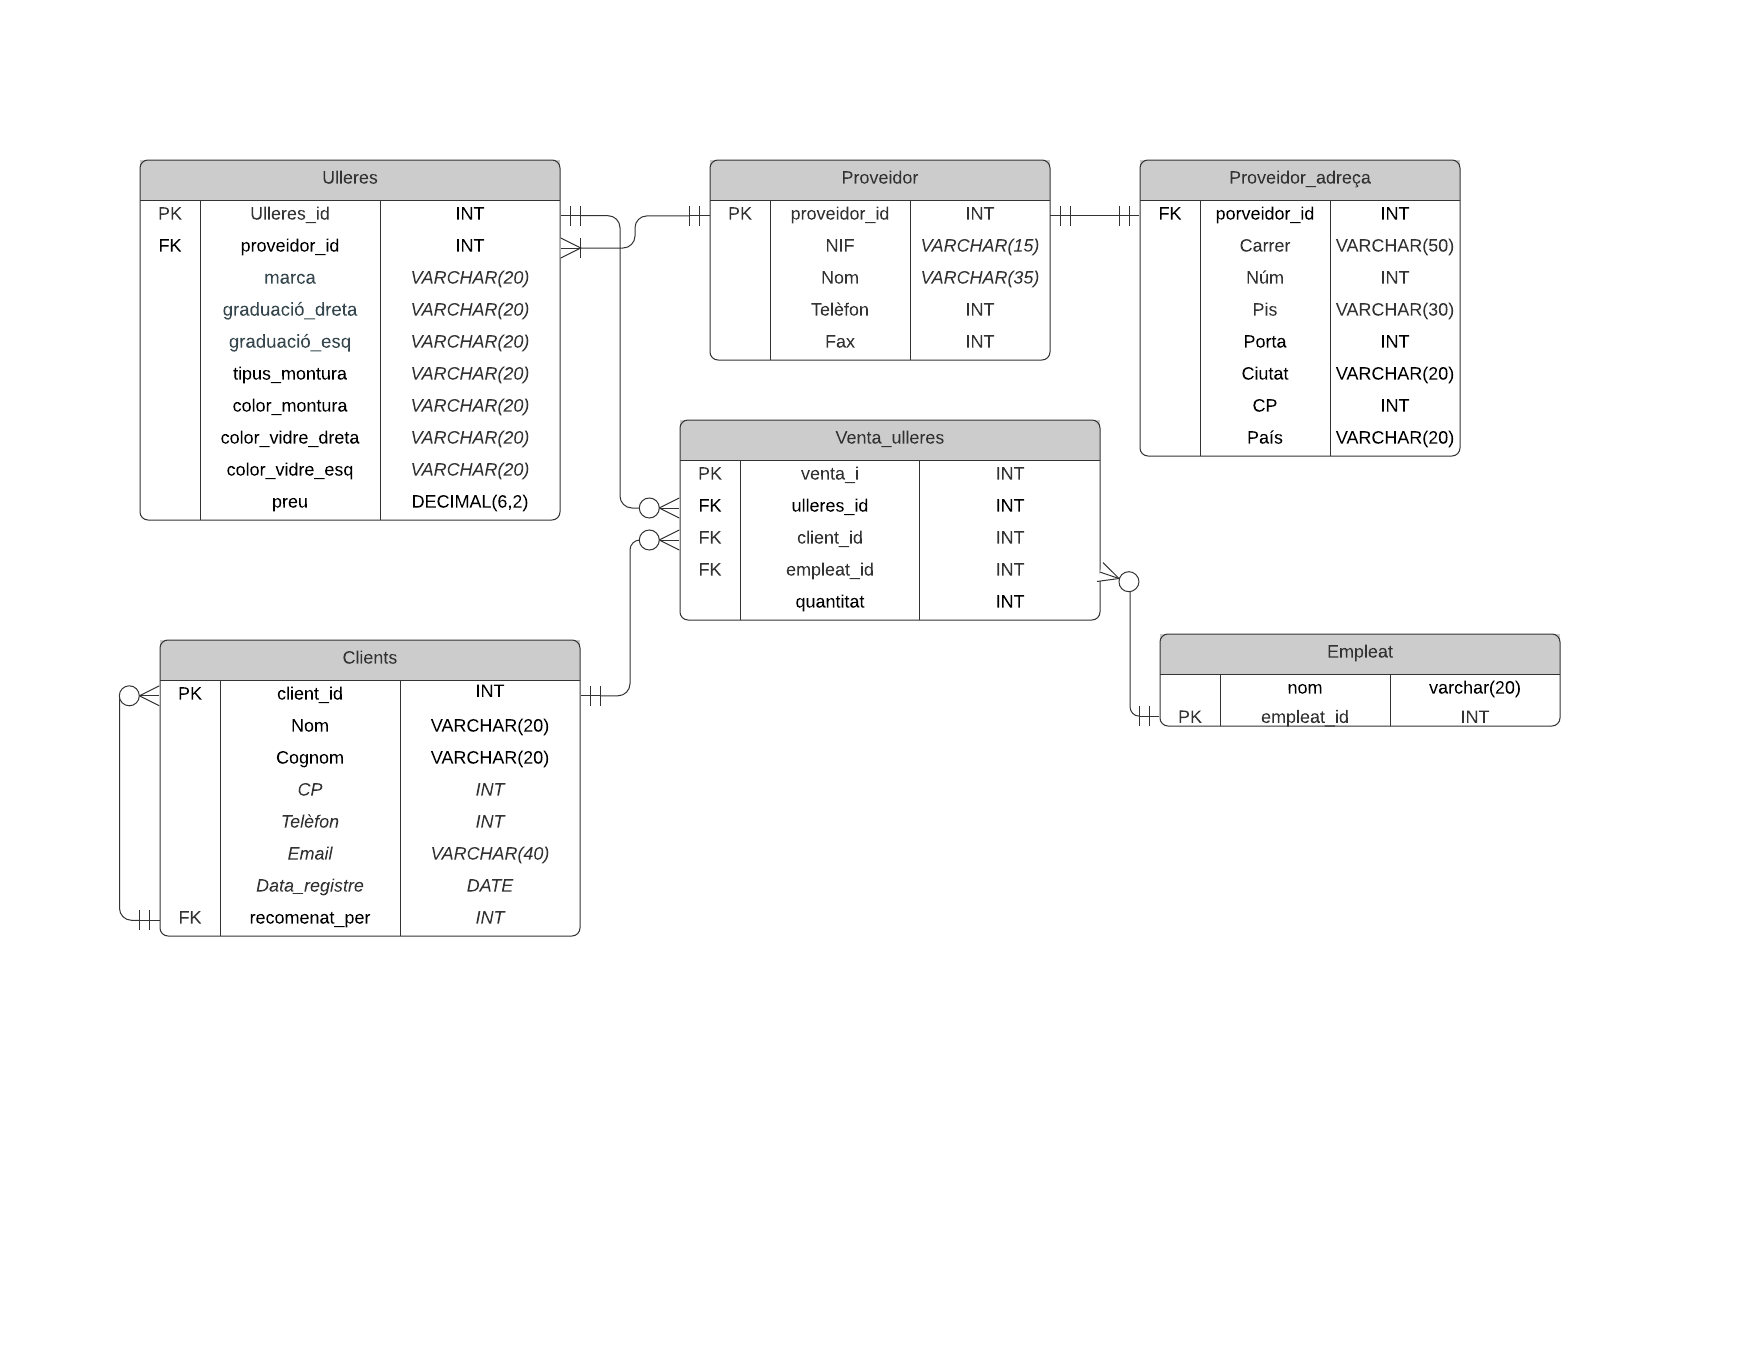 Ulleres
PK Ulleres_id INT
FK proveidor_id INT
marca VARCHAR(20)
graduació_dreta VARCHAR(20)
graduació_esq VARCHAR(20)
tipus_montura VARCHAR(20)
color_montura VARCHAR(20)
color_vidre_dreta VARCHAR(20)
color_vidre_esq VARCHAR(20)
preu DECIMAL(6,2)
Proveidor
PK proveidor_id INT
NIF VARCHAR(15)
Nom VARCHAR(35)
Telèfon INT
Fax INT
Proveidor_adreça
FK porveidor_id INT
Carrer VARCHAR(50)
Núm INT
Pis VARCHAR(30)
Porta INT
Ciutat VARCHAR(20)
CP INT
País VARCHAR(20)
Venta_ulleres
PK venta_i INT
FK ulleres_id INT
FK client_id INT
FK empleat_id INT
quantitat INT
Clients
PK client_id INT
Nom VARCHAR(20)
Cognom VARCHAR(20)
CP INT
Telèfon INT
Email VARCHAR(40)
Data_registre DATE
FK recomenat_per INT
Empleat
nom varchar(20)
PK empleat_id INT